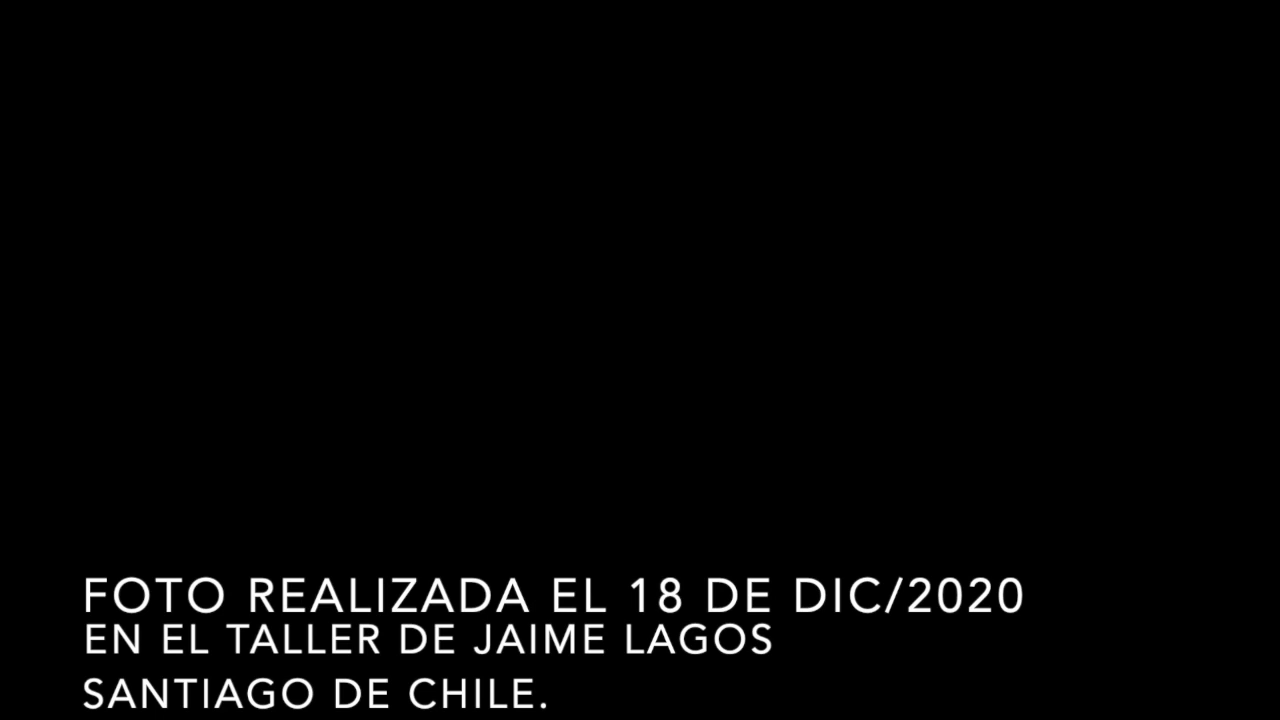 FOTO REALIZADA EL 18 DE DIC/2020
EN EL TALLER DE JAIME LAGOS
SANTIAGO DE CHILE.